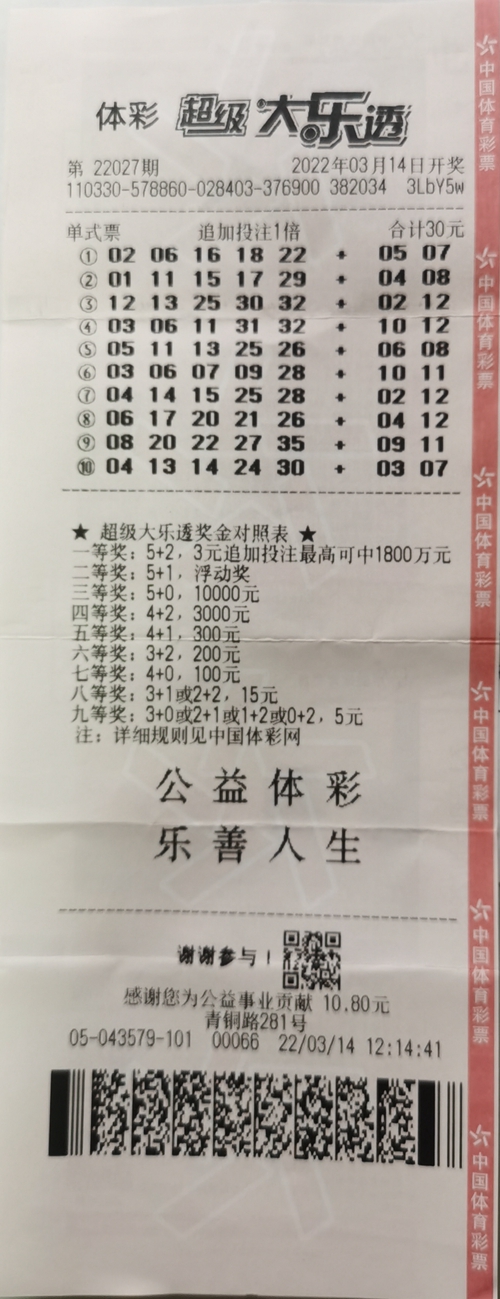 体彩 超级大乐透
第 22027期 2022年03月14日开奖
110330-578860-028403-376900 382034 3LbY5w
单式票 追加投注1倍 合计30元
① 02 06 16 18 22 + 05 07
② 01 11 15 17 29 + 04 08
③ 12 13 25 30 32 + 02 12
④ 03 06 11 31 32 + 10 12
⑤ 05 11 13 25 26 + 06 08
⑥ 03 06 07 09 28 + 10 11
⑦ 04 14 15 25 28 + 02 12
⑧ 06 17 20 21 26 + 04 12
⑨ 08 20 22 27 35 + 09 11
⑩ 04 13 14 24 30 + 03 07
★ 超级大乐透奖金对照表 ★
一等奖：5+2，3元追加投注最高可中1800万元
二等奖：5+1，浮动奖
三等奖：5+0，10000元
四等奖：4+2，3000元
五等奖：4+1，300元
六等奖：3+2，200元
七等奖：4+0，100元
八等奖：3+1或2+2，15元
九等奖：3+0或2+1或1+2或0+2，5元
注：详细规则见中国体彩网
公益体彩
乐善人生
谢谢参与！
感谢您为公益事业贡献 10.80元
青铜路281号
05-043579-101 00066 22/03/14 12:14:41
中国体育彩票
中国体育彩票
中国体育彩票
中国体育彩票
中国体育彩票
中国体育彩票